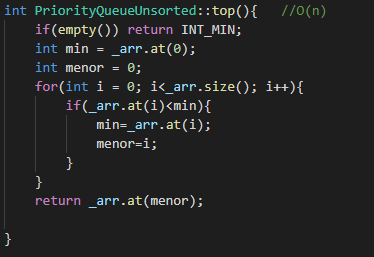 int PriorityQueueUnsorted::top(){   //O(n)
    if(empty()) return INT_MIN;
    int min = _arr.at(0);
    int menor = 0;
    for(int i = 0; i<_arr.size(); i++){
        if(_arr.at(i)<min){
            min=_arr.at(i);
            menor=i;
        }
    }
    return _arr.at(menor);
}